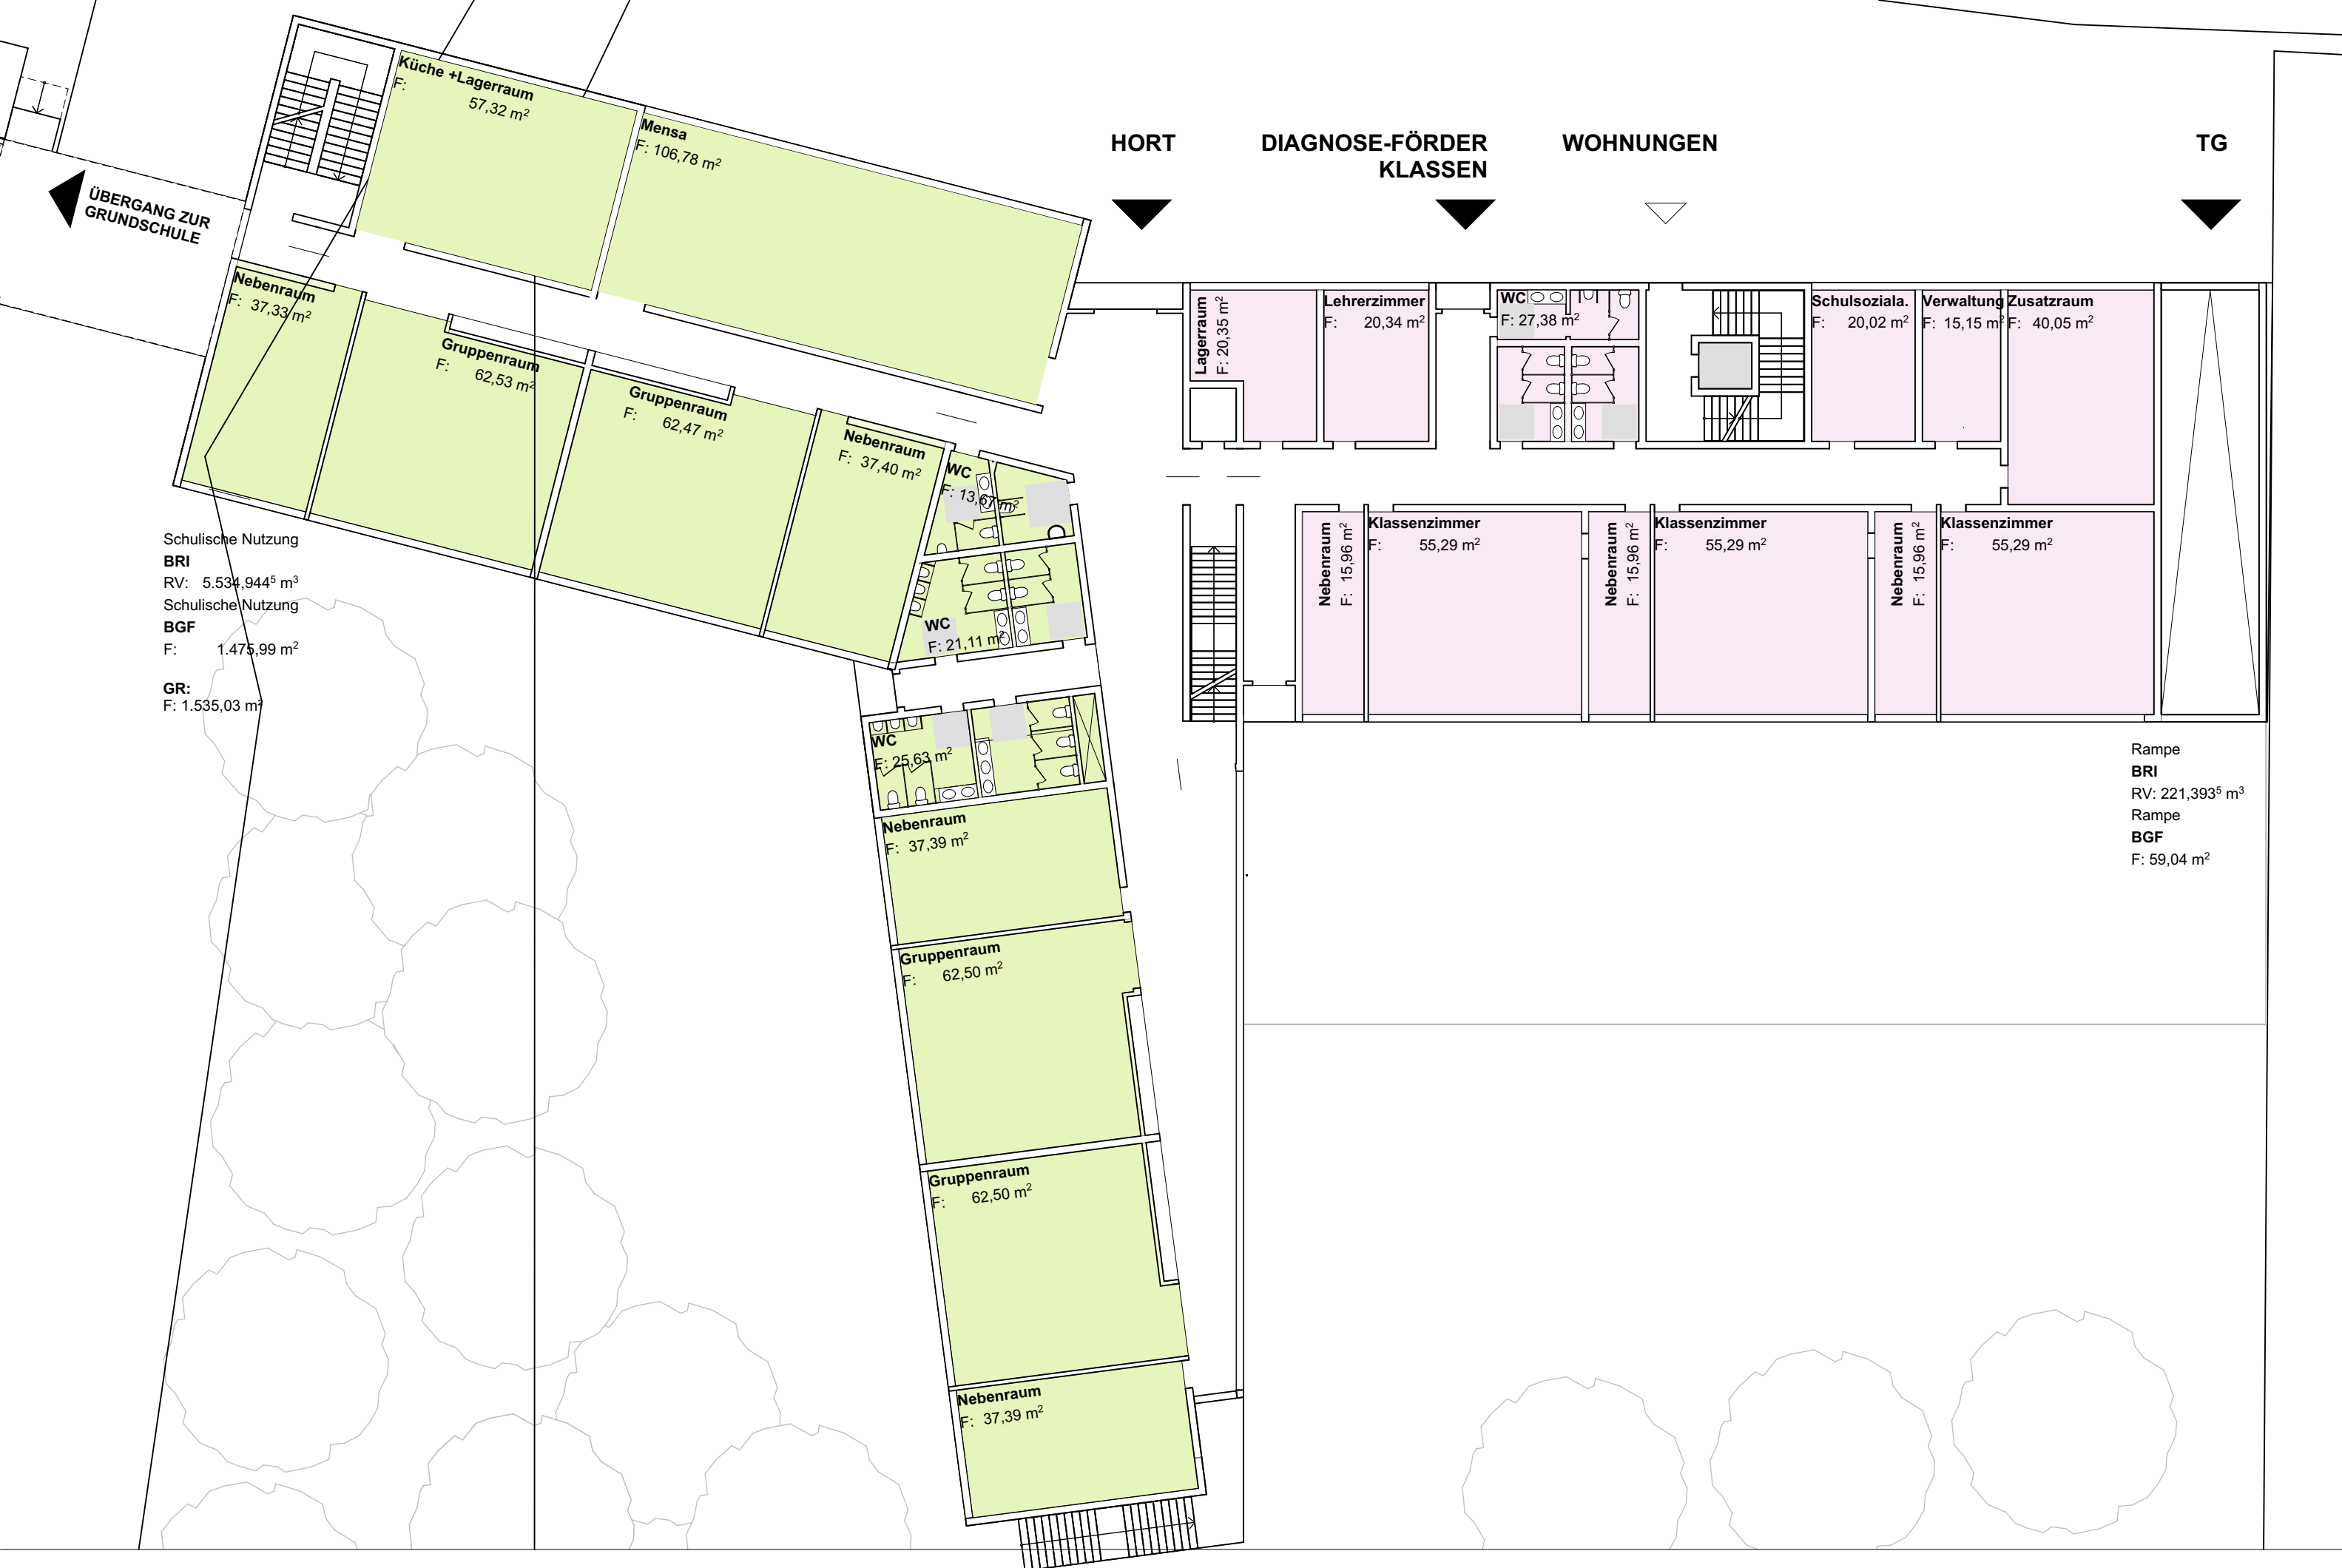 Küche +Lagerraum
F: 57,32 m²
Mensa
F: 106,78 m²
HORT
DIAGNOSE-FÖRDER
KLASSEN
WOHNUNGEN
TG
ÜBERGANG ZUR
GRUNDSCHULE
Nebenraum
F: 37,33 m²
Gruppenraum
F: 62,53 m²
Gruppenraum
F: 62,47 m²
Nebenraum
F: 37,40 m²
WC
F: 13,67 m²
WC
F: 21,11 m²
Lagerraum
F: 20,35 m²
Lehrerzimmer
F: 20,34 m²
WC
F: 27,38 m²
Schulsoziala.
F: 20,02 m²
Verwaltung
F: 15,15 m²
Zusatzraum
F: 40,05 m²
Nebenraum
F: 15,96 m²
Klassenzimmer
F: 55,29 m²
Nebenraum
F: 15,96 m²
Klassenzimmer
F: 55,29 m²
Nebenraum
F: 15,96 m²
Klassenzimmer
F: 55,29 m²
Schulische Nutzung
BRI
RV: 5.534,944⁵ m³
Schulische Nutzung
BGF
F: 1.475,99 m²
GR:
F: 1.535,03 m²
WC
F: 25,63 m²
Nebenraum
F: 37,39 m²
Gruppenraum
F: 62,50 m²
Gruppenraum
F: 62,50 m²
Nebenraum
F: 37,39 m²
Rampe
BRI
RV: 221,393⁵ m³
Rampe
BGF
F: 59,04 m²